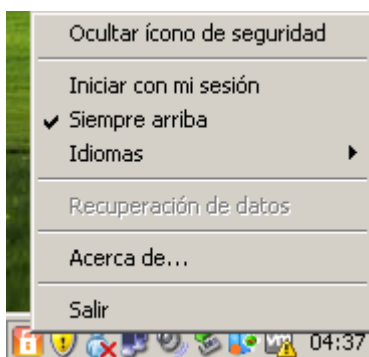 Ocultar ícono de seguridad
Iniciar con mi sesión
Siempre arriba
Idiomas
Recuperación de datos
Acerca de...
Salir
04:37